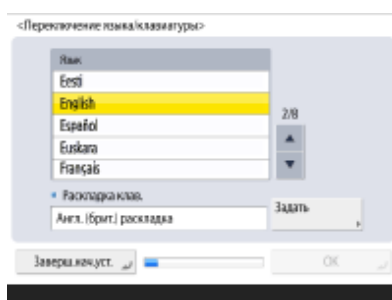 <Переключение языка/клавиатуры>
Язык
Eesti
English
Español
Euskara
Français
2/8
Раскладка клав.
Англ. (брит.) раскладка
Задать
Заверш.нач.уст.
OK